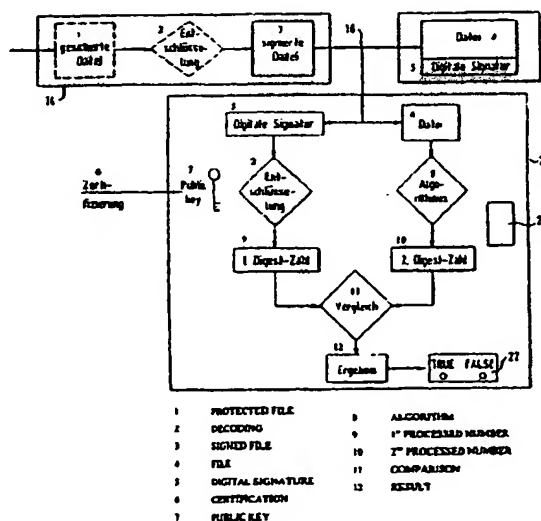 1
gesicherte
Datei
2
Ent-
schlüsse-
lung
3
signierte
Datei
16
16
Daten 4
5 Digitale Signatur
5
Digitale Signatur
4
Daten
6
Zerti-
fizierung
7
Public
key
2
Ent-
schlüsse-
lung
8
Algo-
rithmus
9
1. Digest-Zahl
10
2. Digest-Zahl
11
Vergleich
12
Ergebnis
TRUE FALSE
22
1 PROTECTED FILE
2 DECODING
3 SIGNED FILE
4 FILE
5 DIGITAL SIGNATURE
6 CERTIFICATION
7 PUBLIC KEY
8 ALGORITHM
9 1st PROCESSED NUMBER
10 2nd PROCESSED NUMBER
11 COMPARISON
12 RESULT